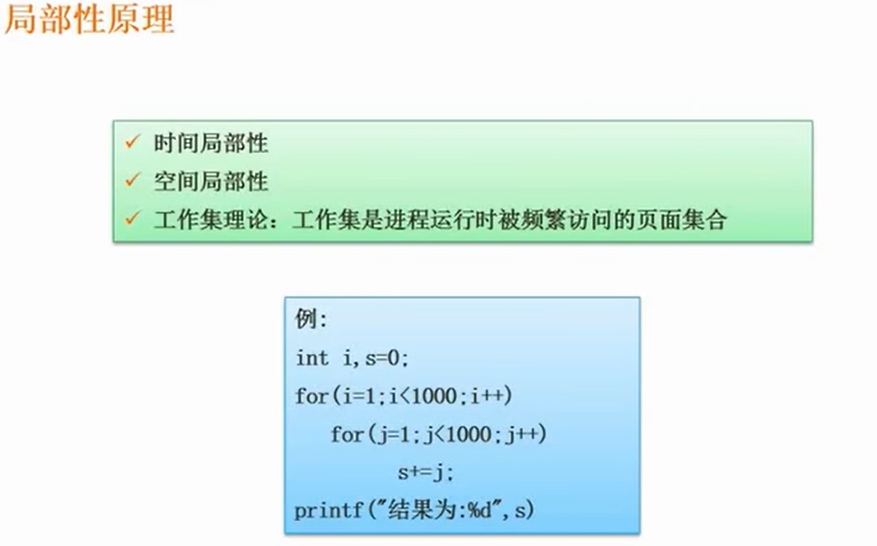 局部性原理
时间局部性
空间局部性
工作集理论：工作集是进程运行时被频繁访问的页面集合
例:
int i,s=0;
for(i=1;i<1000;i++)
for(j=1;j<1000;j++)
s+=j;
printf("结果为:%d",s)